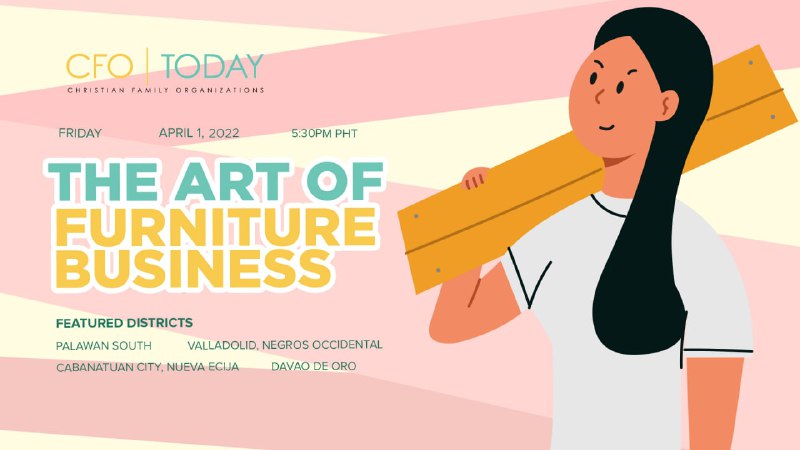 CFO | TODAY
CHRISTIAN FAMILY ORGANIZATIONS
FRIDAY APRIL 1, 2022 5:30PM PHT
THE ART OF
FURNITURE
BUSINESS
FEATURED DISTRICTS
PALAWAN SOUTH VALLADOLID, NEGROS OCCIDENTAL
CABANATUAN CITY, NUEVA ECIJA DAVAO DE ORO